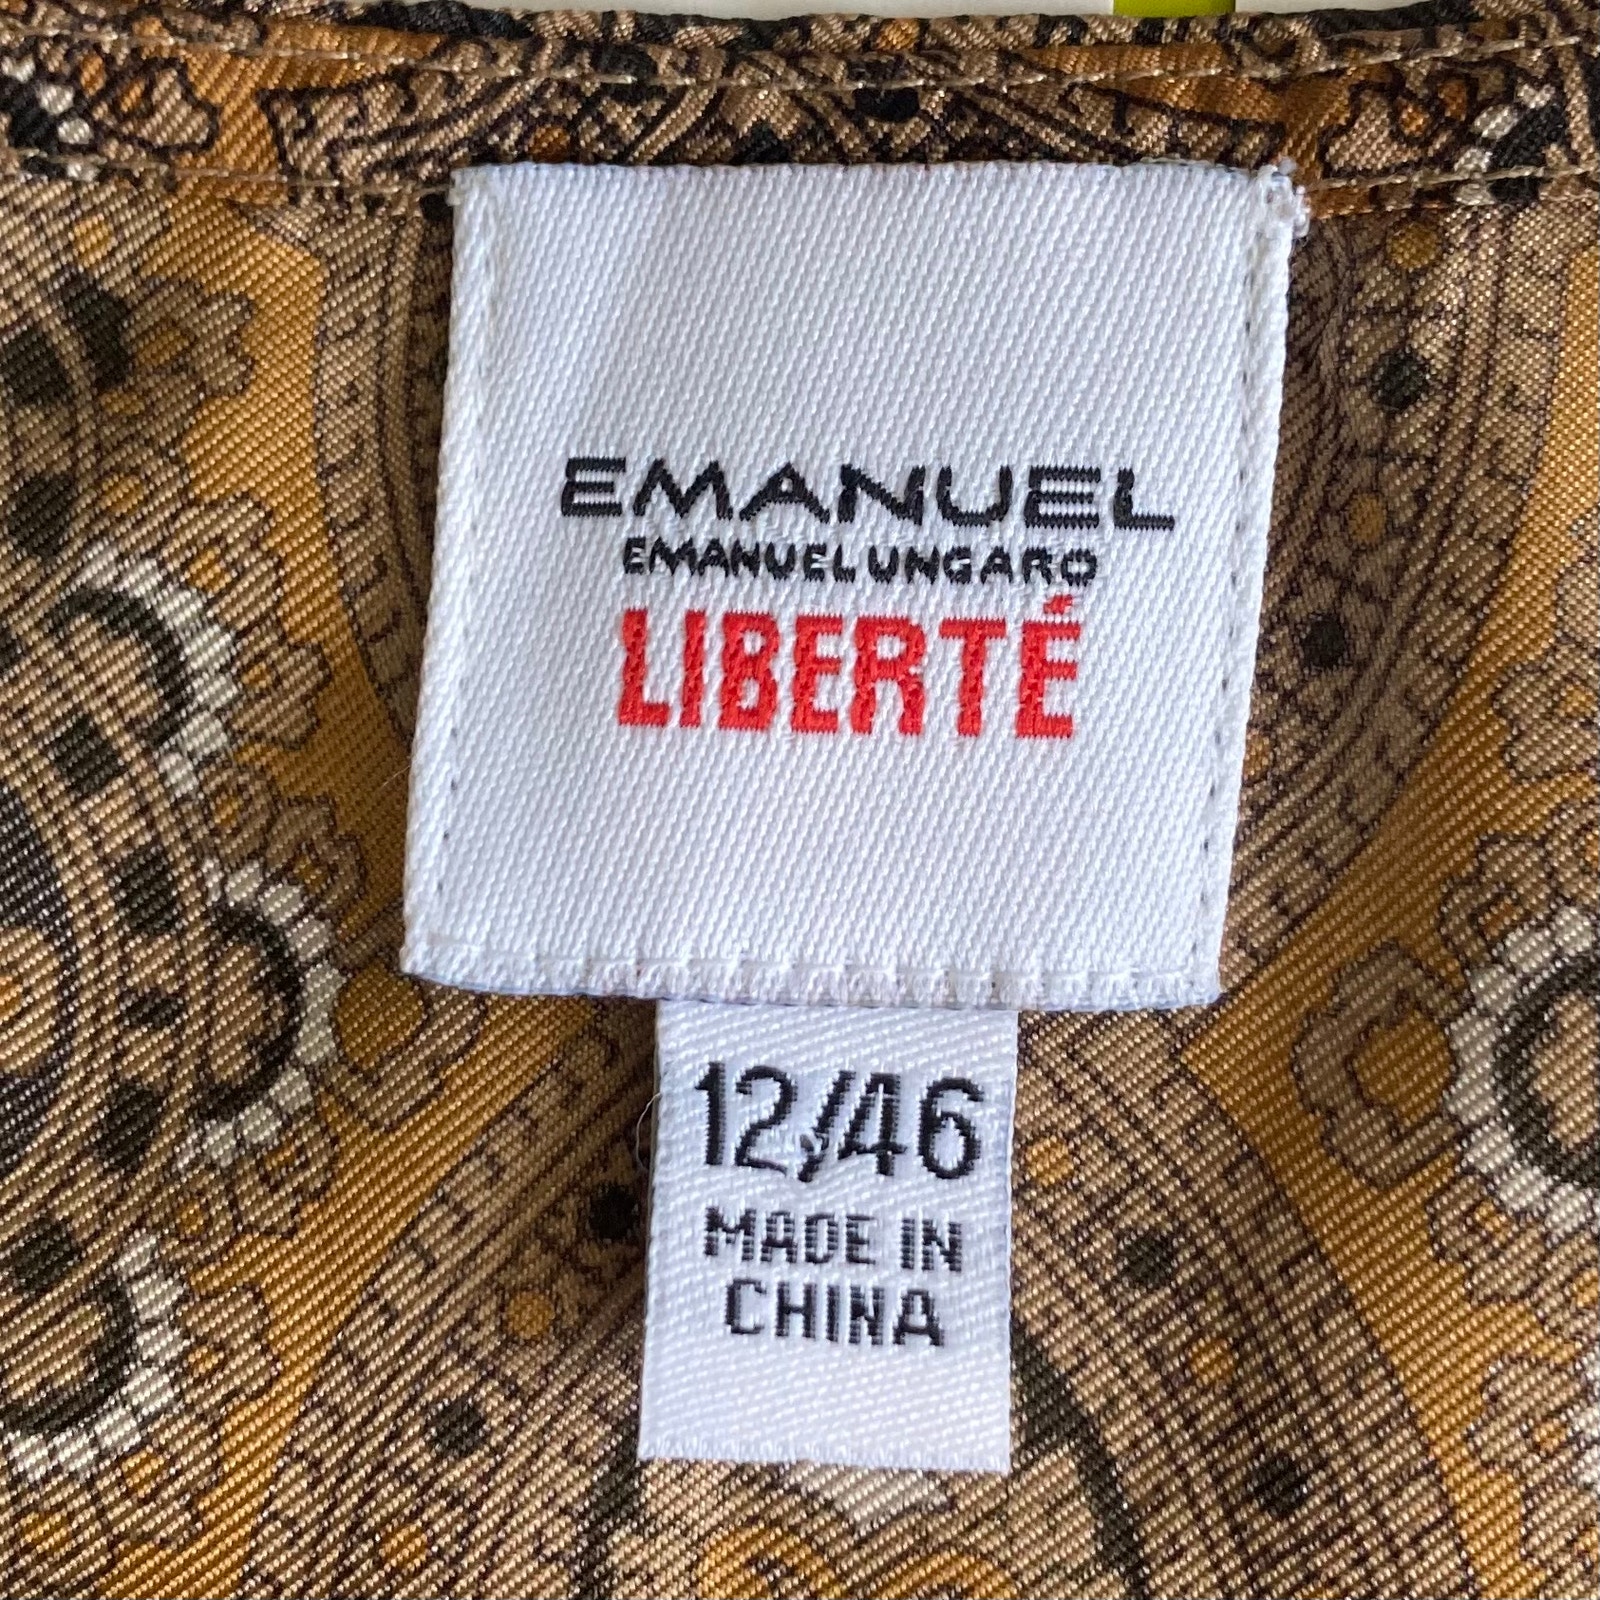 EMANUEL
EMANUEL UNGARO
LIBERTÉ
12/46
MADE IN
CHINA